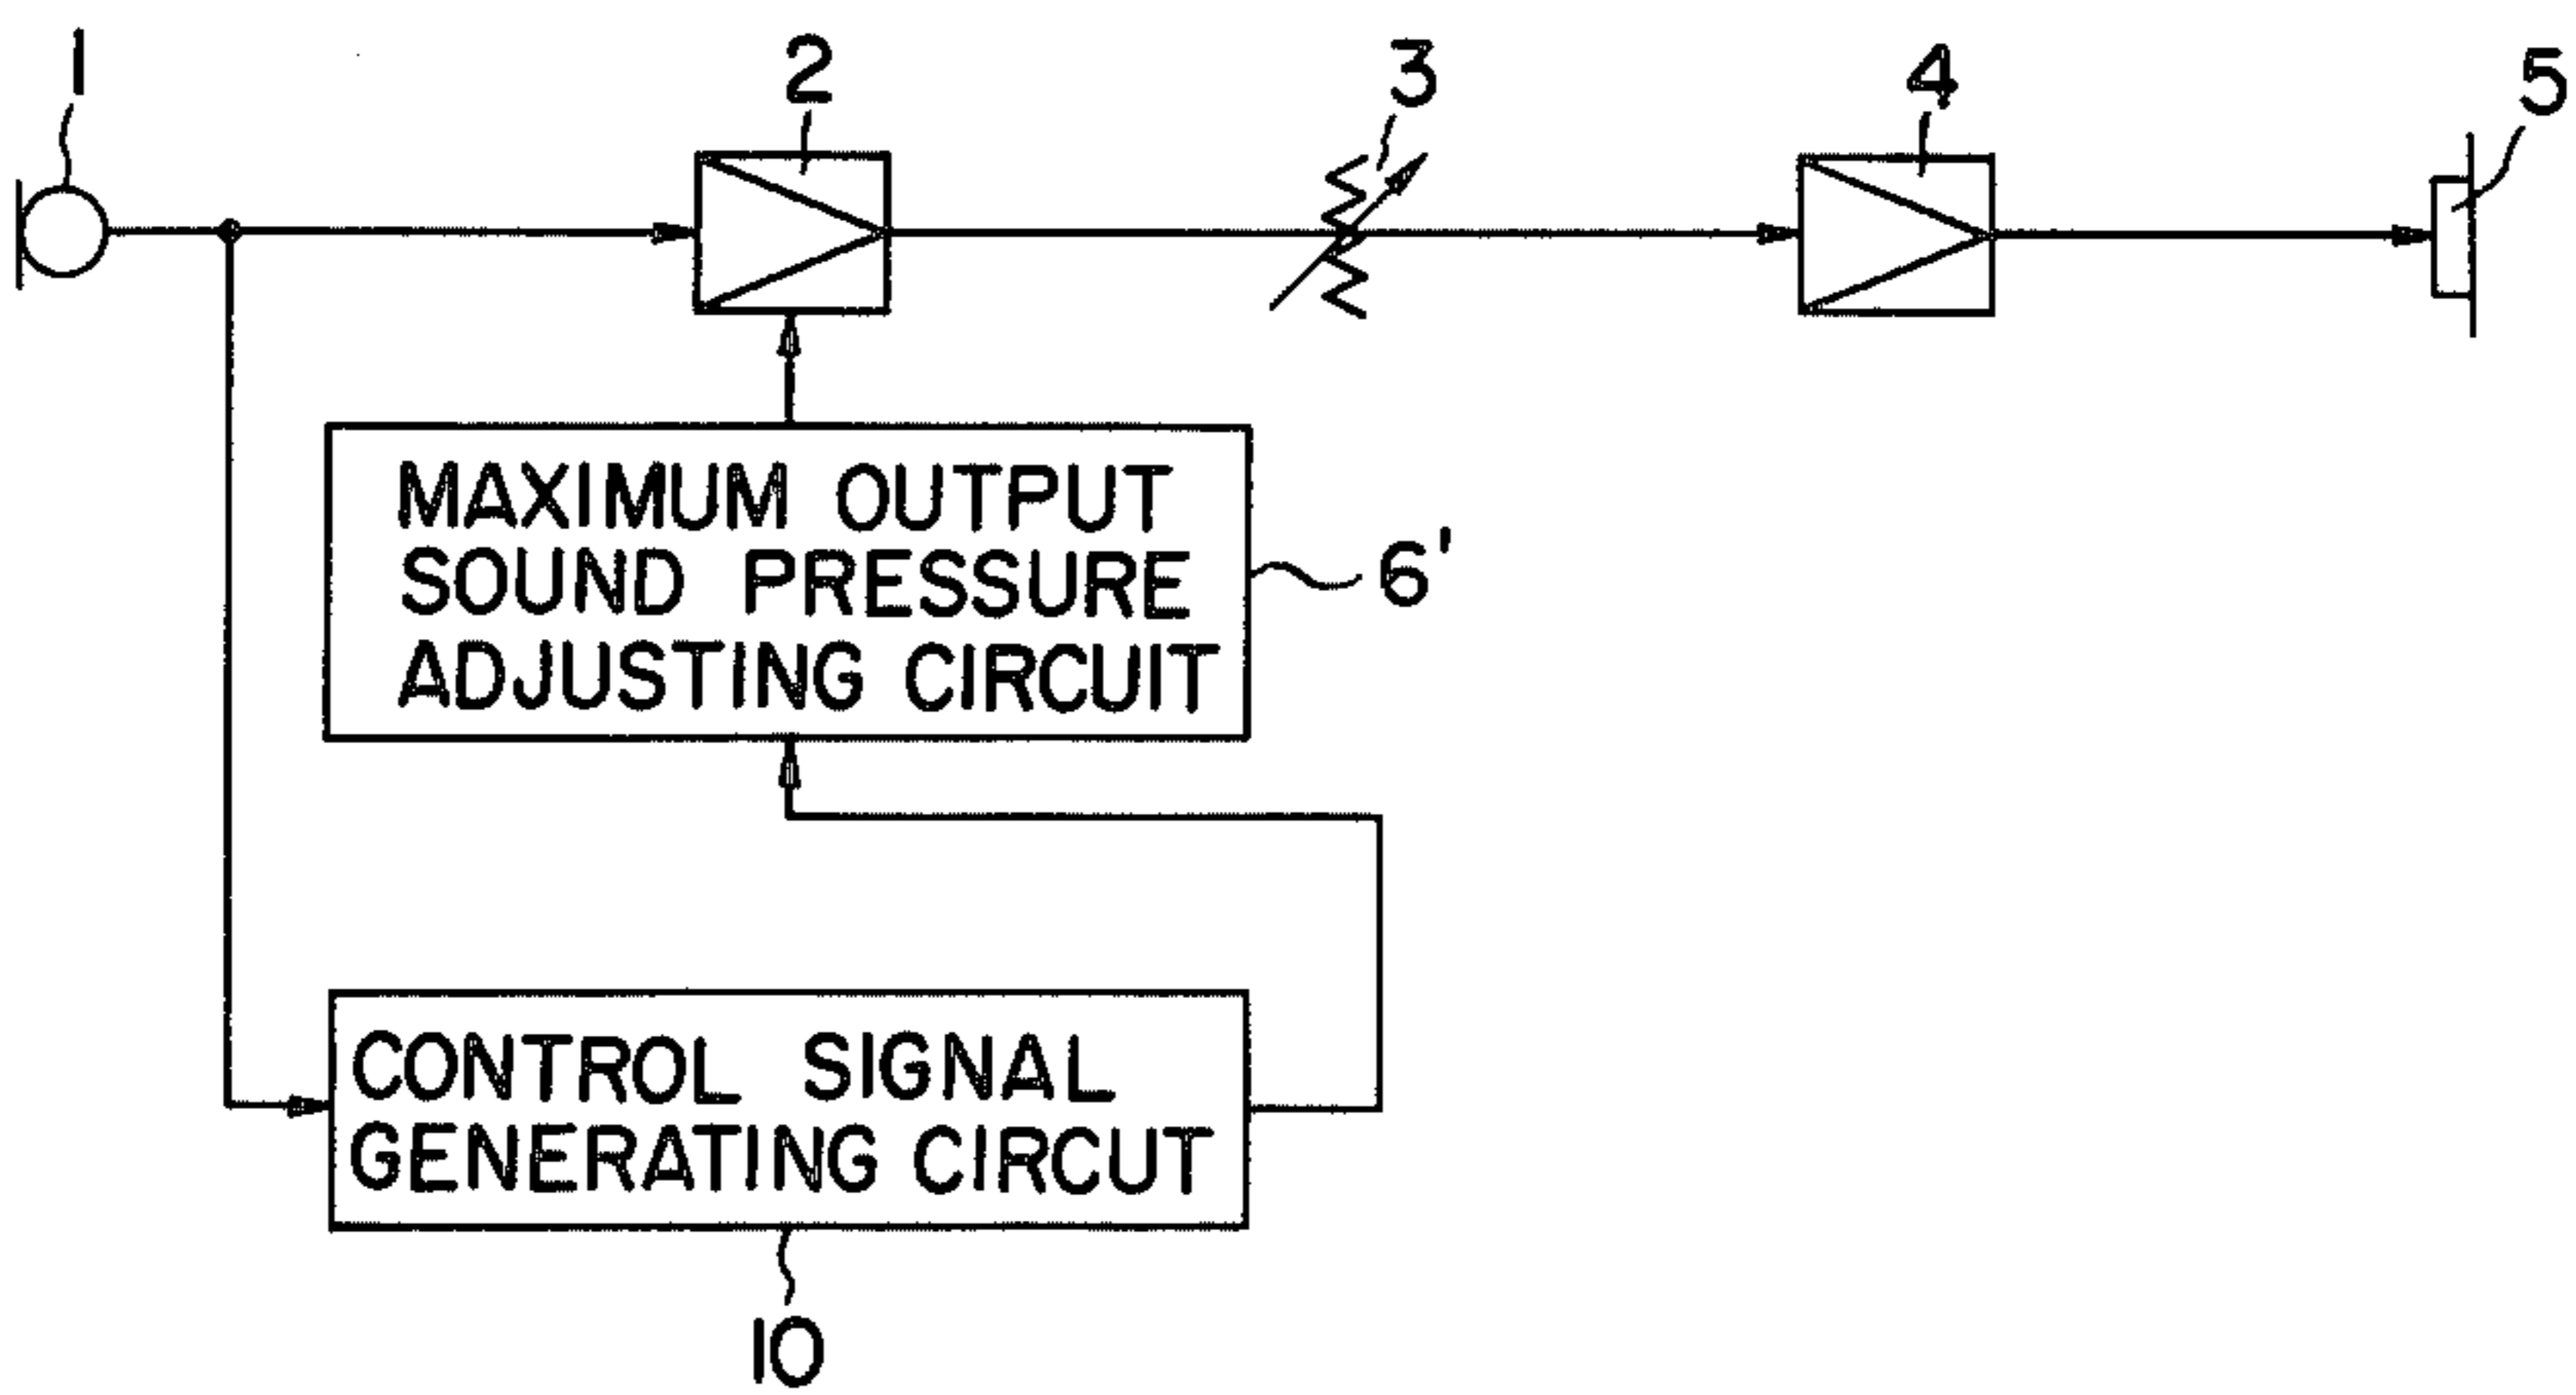 1
2
3
4
5
MAXIMUM OUTPUT
SOUND PRESSURE
ADJUSTING CIRCUIT
6'
CONTROL SIGNAL
GENERATING CIRCUT
10